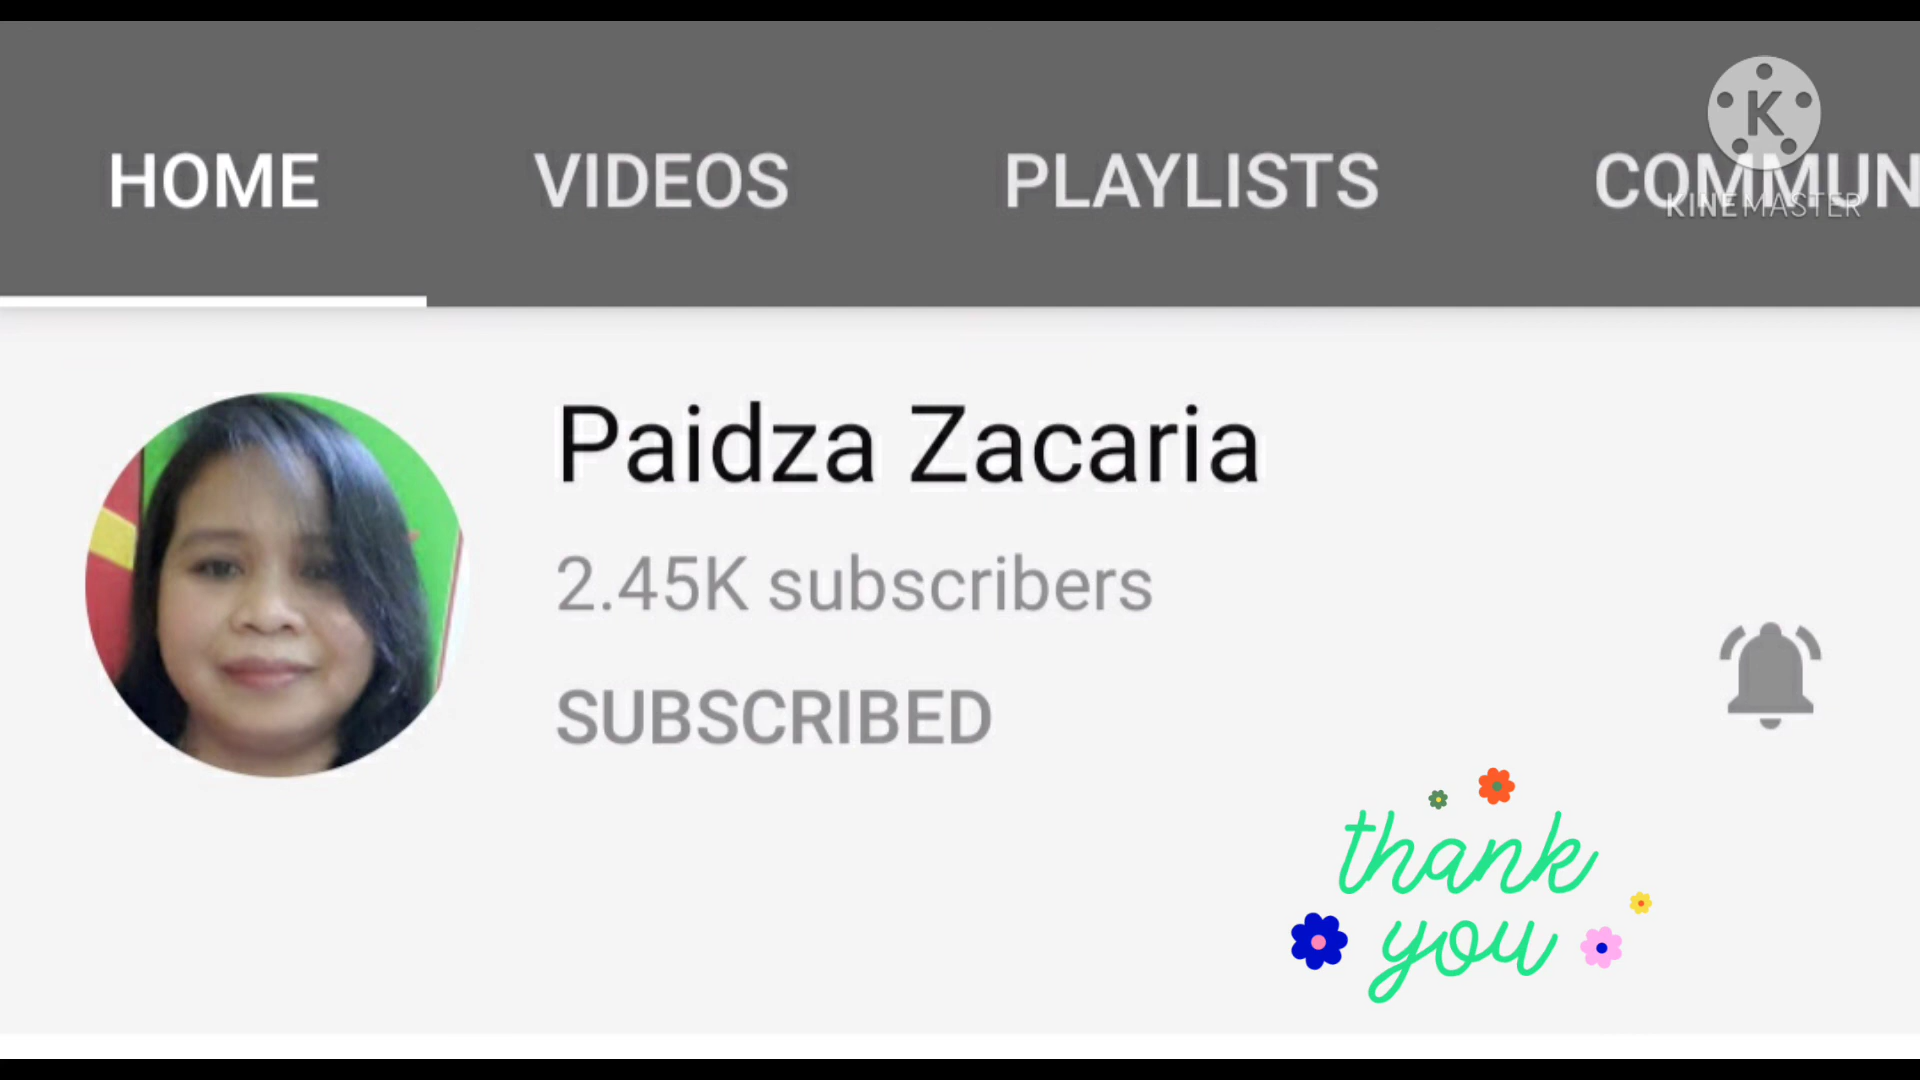 HOME VIDEOS PLAYLISTS COMMUN
K
KINEMASTER
Paidza Zacaria
2.45K subscribers
SUBSCRIBED
thank
you